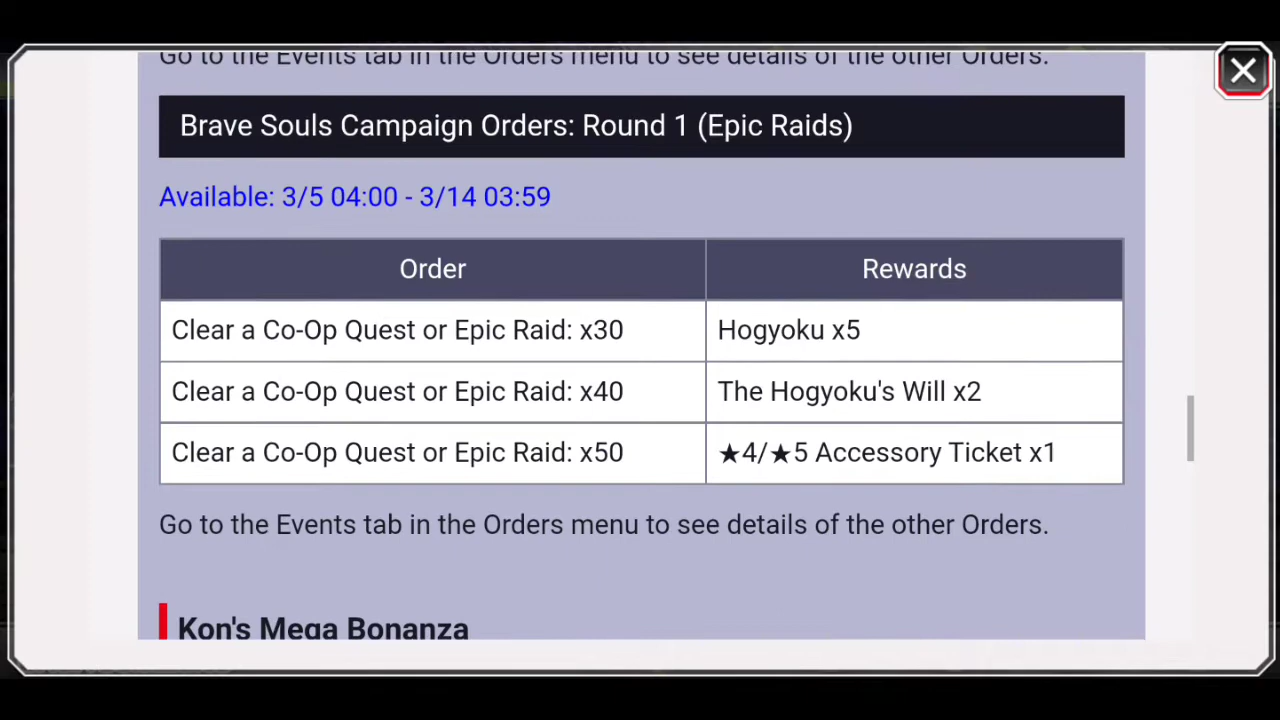 Go to the Events tab in the Orders menu to see details of the other Orders.
Brave Souls Campaign Orders: Round 1 (Epic Raids)
Available: 3/5 04:00 - 3/14 03:59
Order Rewards
Clear a Co-Op Quest or Epic Raid: x30 Hogyoku x5
Clear a Co-Op Quest or Epic Raid: x40 The Hogyoku's Will x2
Clear a Co-Op Quest or Epic Raid: x50 ★4/★5 Accessory Ticket x1
Go to the Events tab in the Orders menu to see details of the other Orders.
Kon's Mega Bonanza